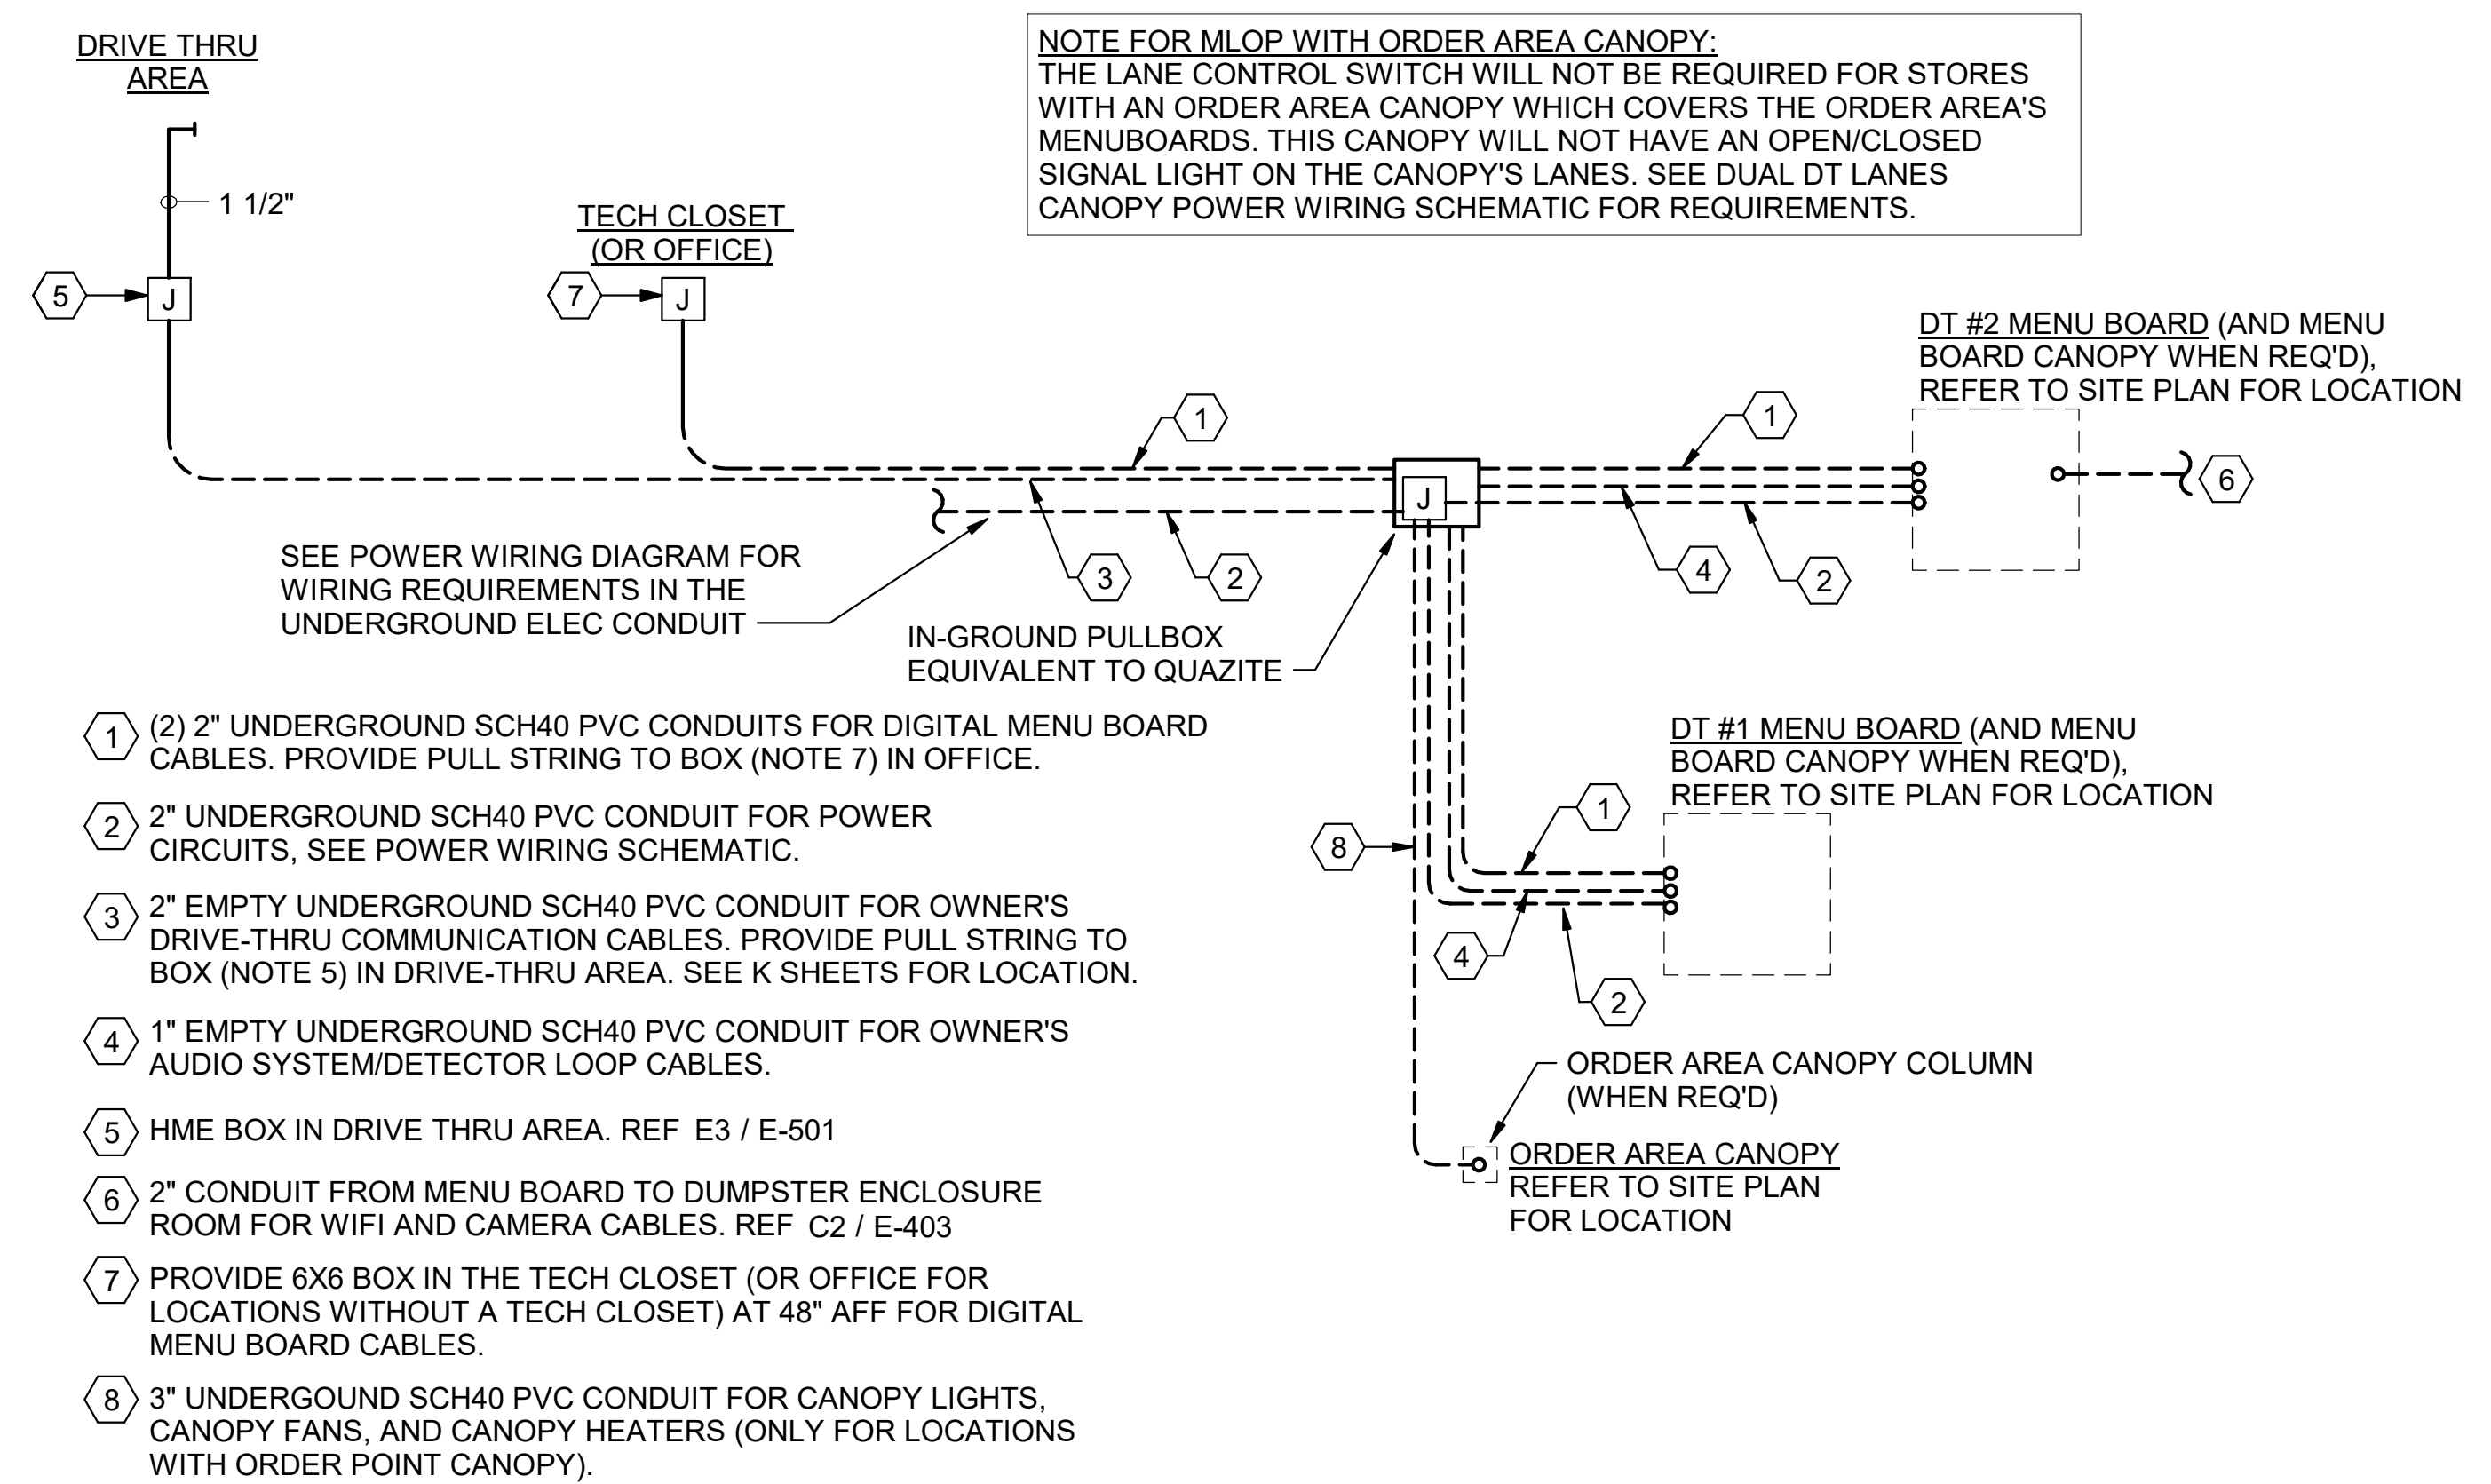 DRIVE THRU
AREA
1 1/2"
5
J
TECH CLOSET
(OR OFFICE)
7
J
NOTE FOR MLOP WITH ORDER AREA CANOPY:
THE LANE CONTROL SWITCH WILL NOT BE REQUIRED FOR STORES
WITH AN ORDER AREA CANOPY WHICH COVERS THE ORDER AREA'S
MENUBOARDS. THIS CANOPY WILL NOT HAVE AN OPEN/CLOSED
SIGNAL LIGHT ON THE CANOPY'S LANES. SEE DUAL DT LANES
CANOPY POWER WIRING SCHEMATIC FOR REQUIREMENTS.
DT #2 MENU BOARD (AND MENU
BOARD CANOPY WHEN REQ'D),
REFER TO SITE PLAN FOR LOCATION
1
1
6
J
3
2
4
2
SEE POWER WIRING DIAGRAM FOR
WIRING REQUIREMENTS IN THE
UNDERGROUND ELEC CONDUIT
IN-GROUND PULLBOX
EQUIVALENT TO QUAZITE
DT #1 MENU BOARD (AND MENU
BOARD CANOPY WHEN REQ'D),
REFER TO SITE PLAN FOR LOCATION
1
8
4
2
ORDER AREA CANOPY COLUMN
(WHEN REQ'D)
ORDER AREA CANOPY
REFER TO SITE PLAN
FOR LOCATION
1 (2) 2" UNDERGROUND SCH40 PVC CONDUITS FOR DIGITAL MENU BOARD
CABLES. PROVIDE PULL STRING TO BOX (NOTE 7) IN OFFICE.
2 2" UNDERGROUND SCH40 PVC CONDUIT FOR POWER
CIRCUITS, SEE POWER WIRING SCHEMATIC.
3 2" EMPTY UNDERGROUND SCH40 PVC CONDUIT FOR OWNER'S
DRIVE-THRU COMMUNICATION CABLES. PROVIDE PULL STRING TO
BOX (NOTE 5) IN DRIVE-THRU AREA. SEE K SHEETS FOR LOCATION.
4 1" EMPTY UNDERGROUND SCH40 PVC CONDUIT FOR OWNER'S
AUDIO SYSTEM/DETECTOR LOOP CABLES.
5 HME BOX IN DRIVE THRU AREA. REF E3 / E-501
6 2" CONDUIT FROM MENU BOARD TO DUMPSTER ENCLOSURE
ROOM FOR WIFI AND CAMERA CABLES. REF C2 / E-403
7 PROVIDE 6X6 BOX IN THE TECH CLOSET (OR OFFICE FOR
LOCATIONS WITHOUT A TECH CLOSET) AT 48" AFF FOR DIGITAL
MENU BOARD CABLES.
8 3" UNDERGOUND SCH40 PVC CONDUIT FOR CANOPY LIGHTS,
CANOPY FANS, AND CANOPY HEATERS (ONLY FOR LOCATIONS
WITH ORDER POINT CANOPY).